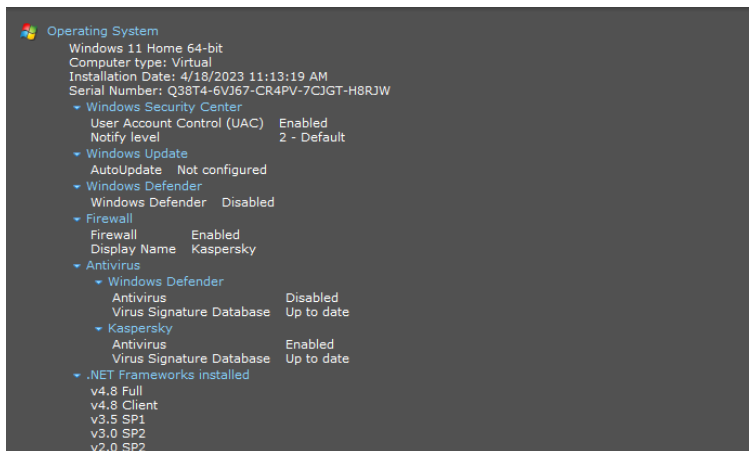 Operating System
Windows 11 Home 64-bit
Computer type: Virtual
Installation Date: 4/18/2023 11:13:19 AM
Serial Number: Q38T4-6VJ67-CR4PV-7CJGT-H8RJW
Windows Security Center
User Account Control (UAC) Enabled
Notify level 2 - Default
Windows Update
AutoUpdate Not configured
Windows Defender
Windows Defender Disabled
Firewall
Firewall Enabled
Display Name Kaspersky
Antivirus
Windows Defender
Antivirus Disabled
Virus Signature Database Up to date
Kaspersky
Antivirus Enabled
Virus Signature Database Up to date
.NET Frameworks installed
v4.8 Full
v4.8 Client
v3.5 SP1
v3.0 SP2
v2.0 SP2